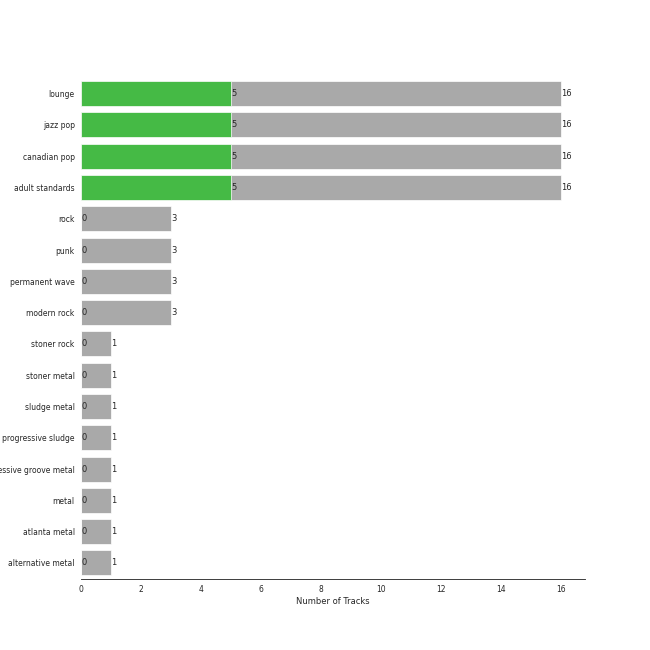 lounge 5 16
jazz pop 5 16
canadian pop 5 16
adult standards 5 16
rock 0 3
punk 0 3
permanent wave 0 3
modern rock 0 3
stoner rock 0 1
stoner metal 0 1
sludge metal 0 1
progressive sludge 0 1
essive groove metal 0 1
metal 0 1
atlanta metal 0 1
alternative metal 0 1
0 2 4 6 8 10 12 14 16
Number of Tracks